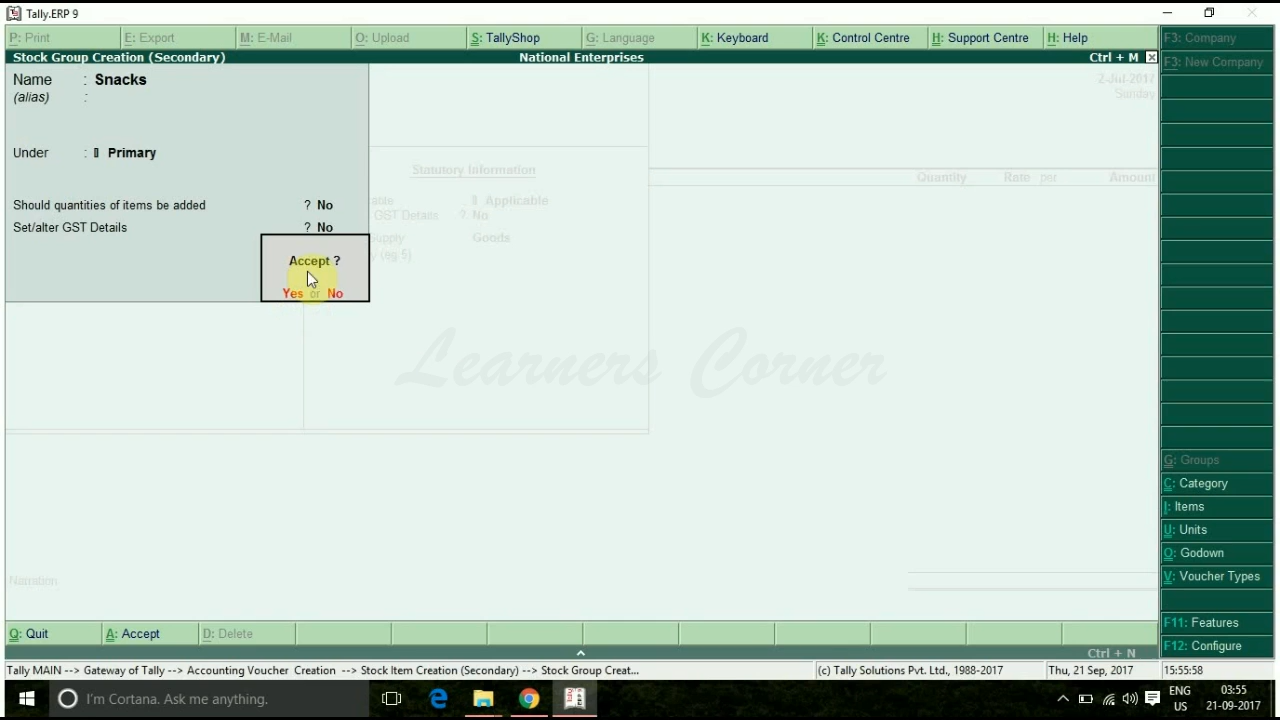 Tally.ERP 9
P: Print E: Export M: E-Mail O: Upload S: TallyShop G: Language K: Keyboard K: Control Centre H: Support Centre H: Help
F3: Company
Stock Group Creation (Secondary) National Enterprises Ctrl + M
F3: New Company
Name : Snacks
(alias) :
2-Jul-2017
Sunday
Under : Primary
Statutory Information
Quantity Rate per Amount
Applicable
Should quantities of items be added ? No
GST Details ? No
Set/alter GST Details ? No
Goods
Accept ?
Yes or No
Learners Corner
G: Groups
C: Category
I: Items
U: Units
O: Godown
V: Voucher Types
Narration
F11: Features
Q: Quit A: Accept D: Delete
F12: Configure
Ctrl + N
Tally MAIN --> Gateway of Tally --> Accounting Voucher Creation --> Stock Item Creation (Secondary) --> Stock Group Creat... (c) Tally Solutions Pvt. Ltd., 1988-2017 Thu, 21 Sep, 2017 15:55:58
I'm Cortana. Ask me anything.
ENG 03:55
US 21-09-2017